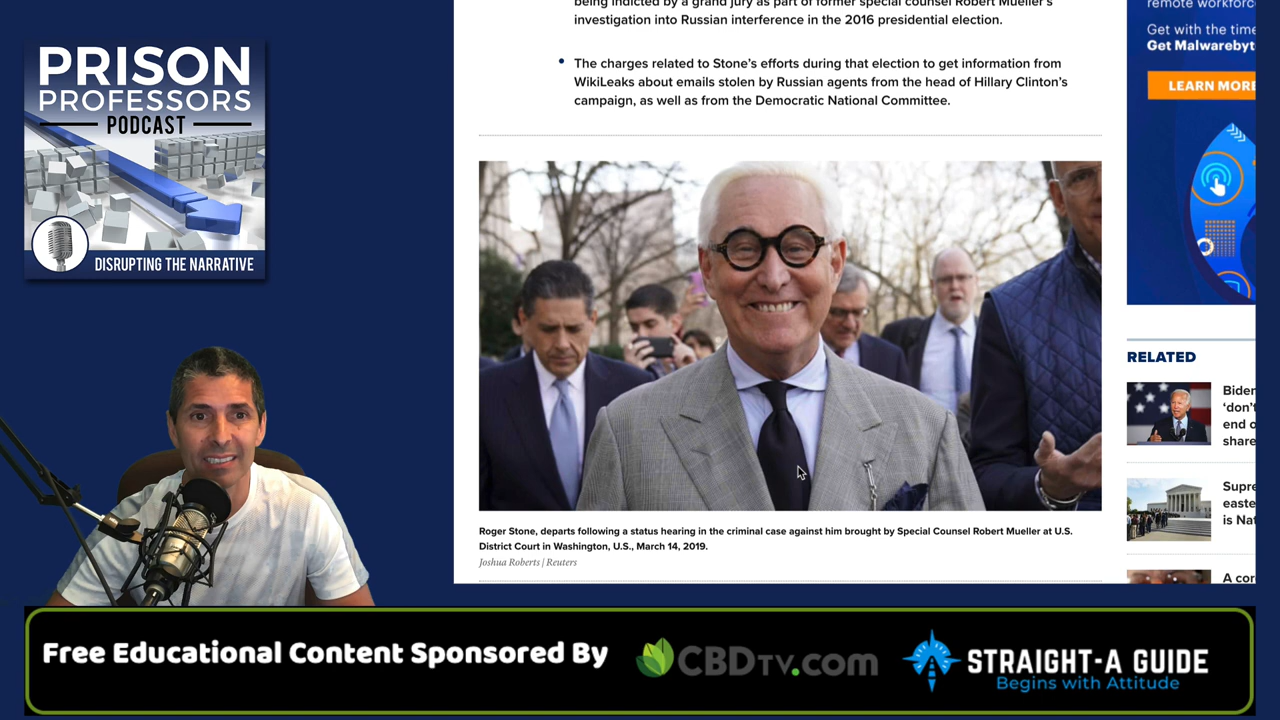 PRISON
PROFESSORS
PODCAST
DISRUPTING THE NARRATIVE
being indicted by a grand jury as part of former special counsel Robert Mueller's
investigation into Russian interference in the 2016 presidential election.
• The charges related to Stone's efforts during that election to get information from
WikiLeaks about emails stolen by Russian agents from the head of Hillary Clinton's
campaign, as well as from the Democratic National Committee.
Roger Stone, departs following a status hearing in the criminal case against him brought by Special Counsel Robert Mueller at U.S.
District Court in Washington, U.S., March 14, 2019.
Joshua Roberts | Reuters
remote workforc
Get with the time
Get Malwarebyt
LEARN MORE
RELATED
Biden
'don't
end o
share
Supre
easte
is Nat
A cor
Free Educational Content Sponsored By
CBDTV.com
STRAIGHT-A GUIDE
Begins with Attitude